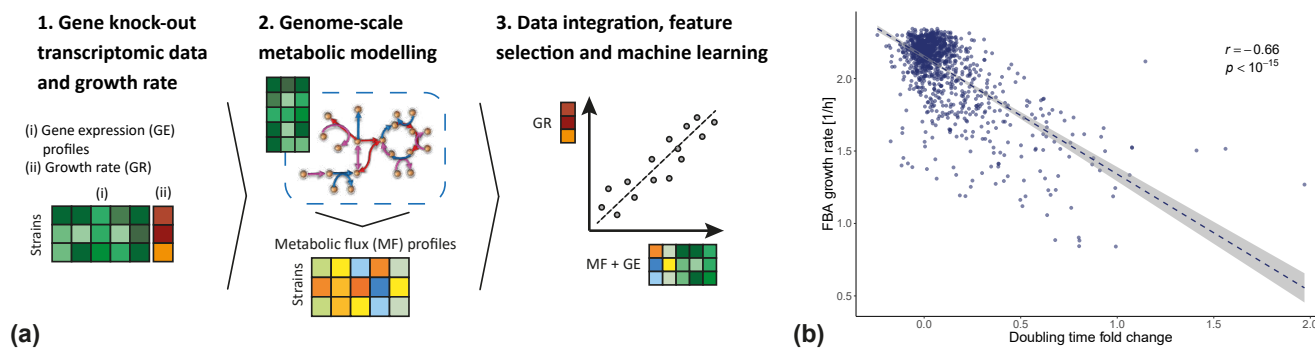 1. Gene knock-out
transcriptomic data
and growth rate
(i) Gene expression (GE)
profiles
(ii) Growth rate (GR)
(i)
(ii)
Strains
2. Genome-scale
metabolic modelling
Metabolic flux (MF) profiles
Strains
3. Data integration, feature
selection and machine learning
GR
MF + GE
(a)
r = −0.66
p < 10⁻¹⁵
FBA growth rate [1/h]
2.0
1.5
1.0
0.5
0.0
0.5
1.0
1.5
2.0
Doubling time fold change
(b)